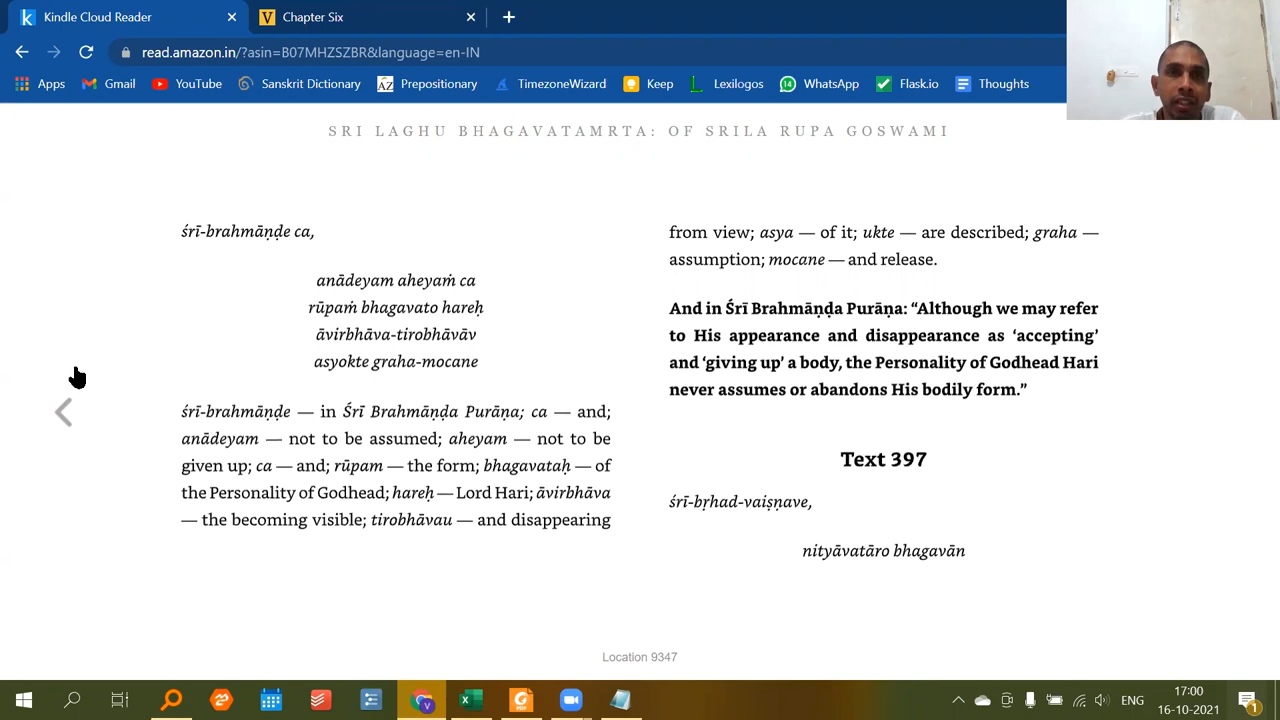 Kindle Cloud Reader
Chapter Six
read.amazon.in/?asin=B07MHZSZBR&language=en-IN
Apps Gmail YouTube Sanskrit Dictionary Prepositionary TimezoneWizard Keep Lexilogos WhatsApp Flask.io Thoughts
SRI LAGHU BHAGAVATAMRTA: OF SRILA RUPA GOSWAMI
śrī-brahmāṇḍe ca,
anādeyam aheyaṁ ca
rūpaṁ bhagavato hareḥ
āvirbhāva-tirobhāvāv
asyokte graha-mocane
śrī-brahmāṇḍe — in Śrī Brahmāṇḍa Purāṇa; ca — and;
anādeyam — not to be assumed; aheyam — not to be
given up; ca — and; rūpam — the form; bhagavataḥ — of
the Personality of Godhead; hareḥ — Lord Hari; āvirbhāva
— the becoming visible; tirobhāvau — and disappearing
from view; asya — of it; ukte — are described; graha —
assumption; mocane — and release.
And in Śrī Brahmāṇḍa Purāṇa: “Although we may refer
to His appearance and disappearance as ‘accepting’
and ‘giving up’ a body, the Personality of Godhead Hari
never assumes or abandons His bodily form.”
Text 397
śrī-bṛhad-vaiṣṇave,
nityāvatāro bhagavān
Location 9347
ENG
17:00
16-10-2021